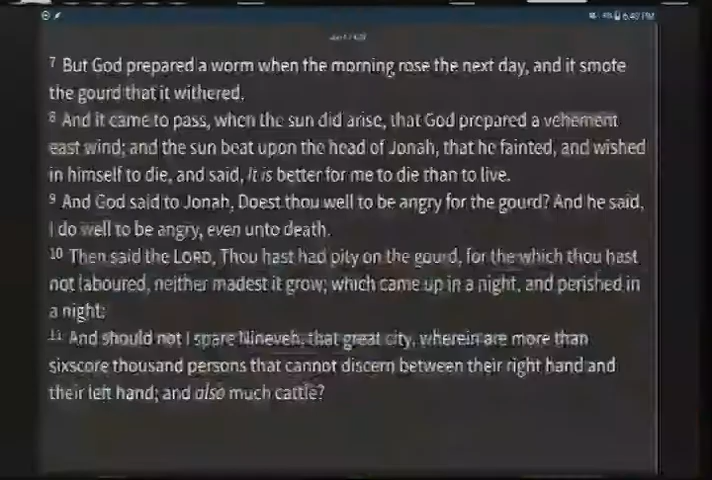 6:40 PM
7 But God prepared a worm when the morning rose the next day, and it smote
the gourd that it withered.
8 And it came to pass, when the sun did arise, that God prepared a vehement
east wind; and the sun beat upon the head of Jonah, that he fainted, and wished
in himself to die, and said, It is better for me to die than to live.
9 And God said to Jonah, Doest thou well to be angry for the gourd? And he said,
I do well to be angry, even unto death.
10 Then said the LORD, Thou hast had pity on the gourd, for the which thou hast
not laboured, neither madest it grow; which came up in a night, and perished in
a night:
11 And should not I spare Nineveh, that great city, wherein are more than
sixscore thousand persons that cannot discern between their right hand and
their left hand; and also much cattle?